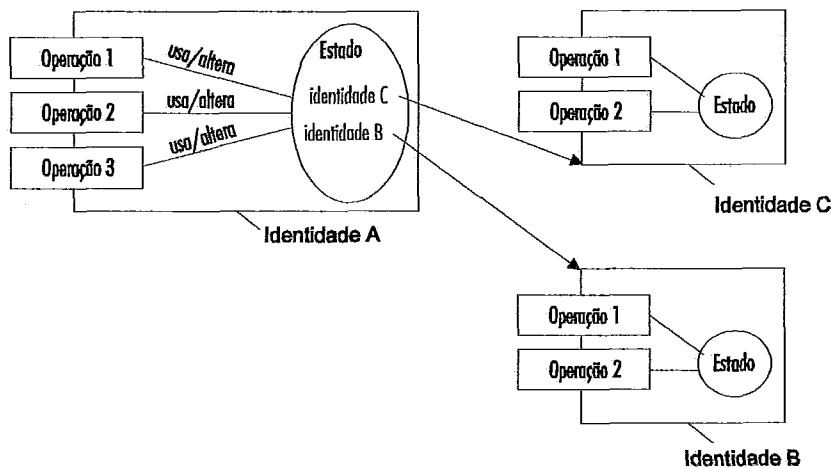 Operação 1
Operação 2
Operação 3
usa/altera
usa/altera
usa/altera
Estado
identidade C
identidade B
Identidade A
Operação 1
Operação 2
Estado
Identidade C
Operação 1
Operação 2
Estado
Identidade B